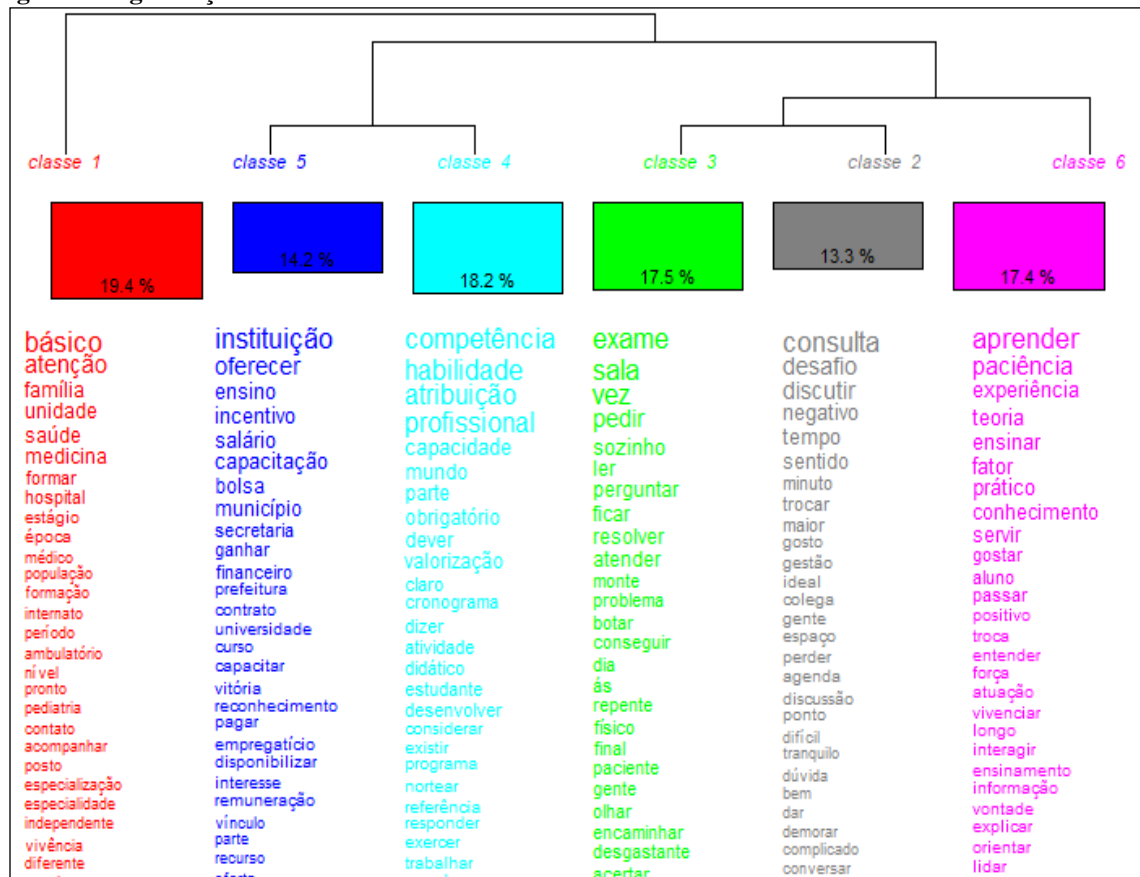 classe 1
classe 5
classe 4
classe 3
classe 2
classe 6
19.4 %
14.2 %
18.2 %
17.5 %
13.3 %
17.4 %
básico
atenção
família
unidade
saúde
medicina
formar
hospital
estágio
época
médico
população
formação
internato
período
ambulatório
nível
pronto
pediatria
contato
acompanhar
posto
especialização
especialidade
independente
vivência
diferente
instituição
oferecer
ensino
incentivo
salário
capacitação
bolsa
município
secretaria
ganhar
financeiro
prefeitura
contrato
universidade
curso
capacitar
vitória
reconhecimento
pagar
empregatício
disponibilizar
interesse
remuneração
vínculo
parte
recurso
competência
habilidade
atribuição
profissional
capacidade
mundo
parte
obrigatório
dever
valorização
claro
cronograma
dizer
atividade
didático
estudante
desenvolver
considerar
existir
programa
nortear
referência
responder
exercer
trabalhar
exame
sala
vez
pedir
sozinho
ler
perguntar
ficar
resolver
atender
monte
problema
botar
conseguir
dia
ás
repente
físico
final
paciente
gente
olhar
encaminhar
desgastante
acertar
consulta
desafio
discutir
negativo
tempo
sentido
minuto
trocar
maior
gosto
gestão
ideal
colega
gente
espaço
perder
agenda
discussão
ponto
difícil
tranquilo
dúvida
bem
dar
demorar
complicado
conversar
aprender
paciência
experiência
teoria
ensinar
fator
prático
conhecimento
servir
gostar
aluno
passar
positivo
troca
entender
força
atuação
vivenciar
longo
interagir
ensinamento
informação
vontade
explicar
orientar
lidar